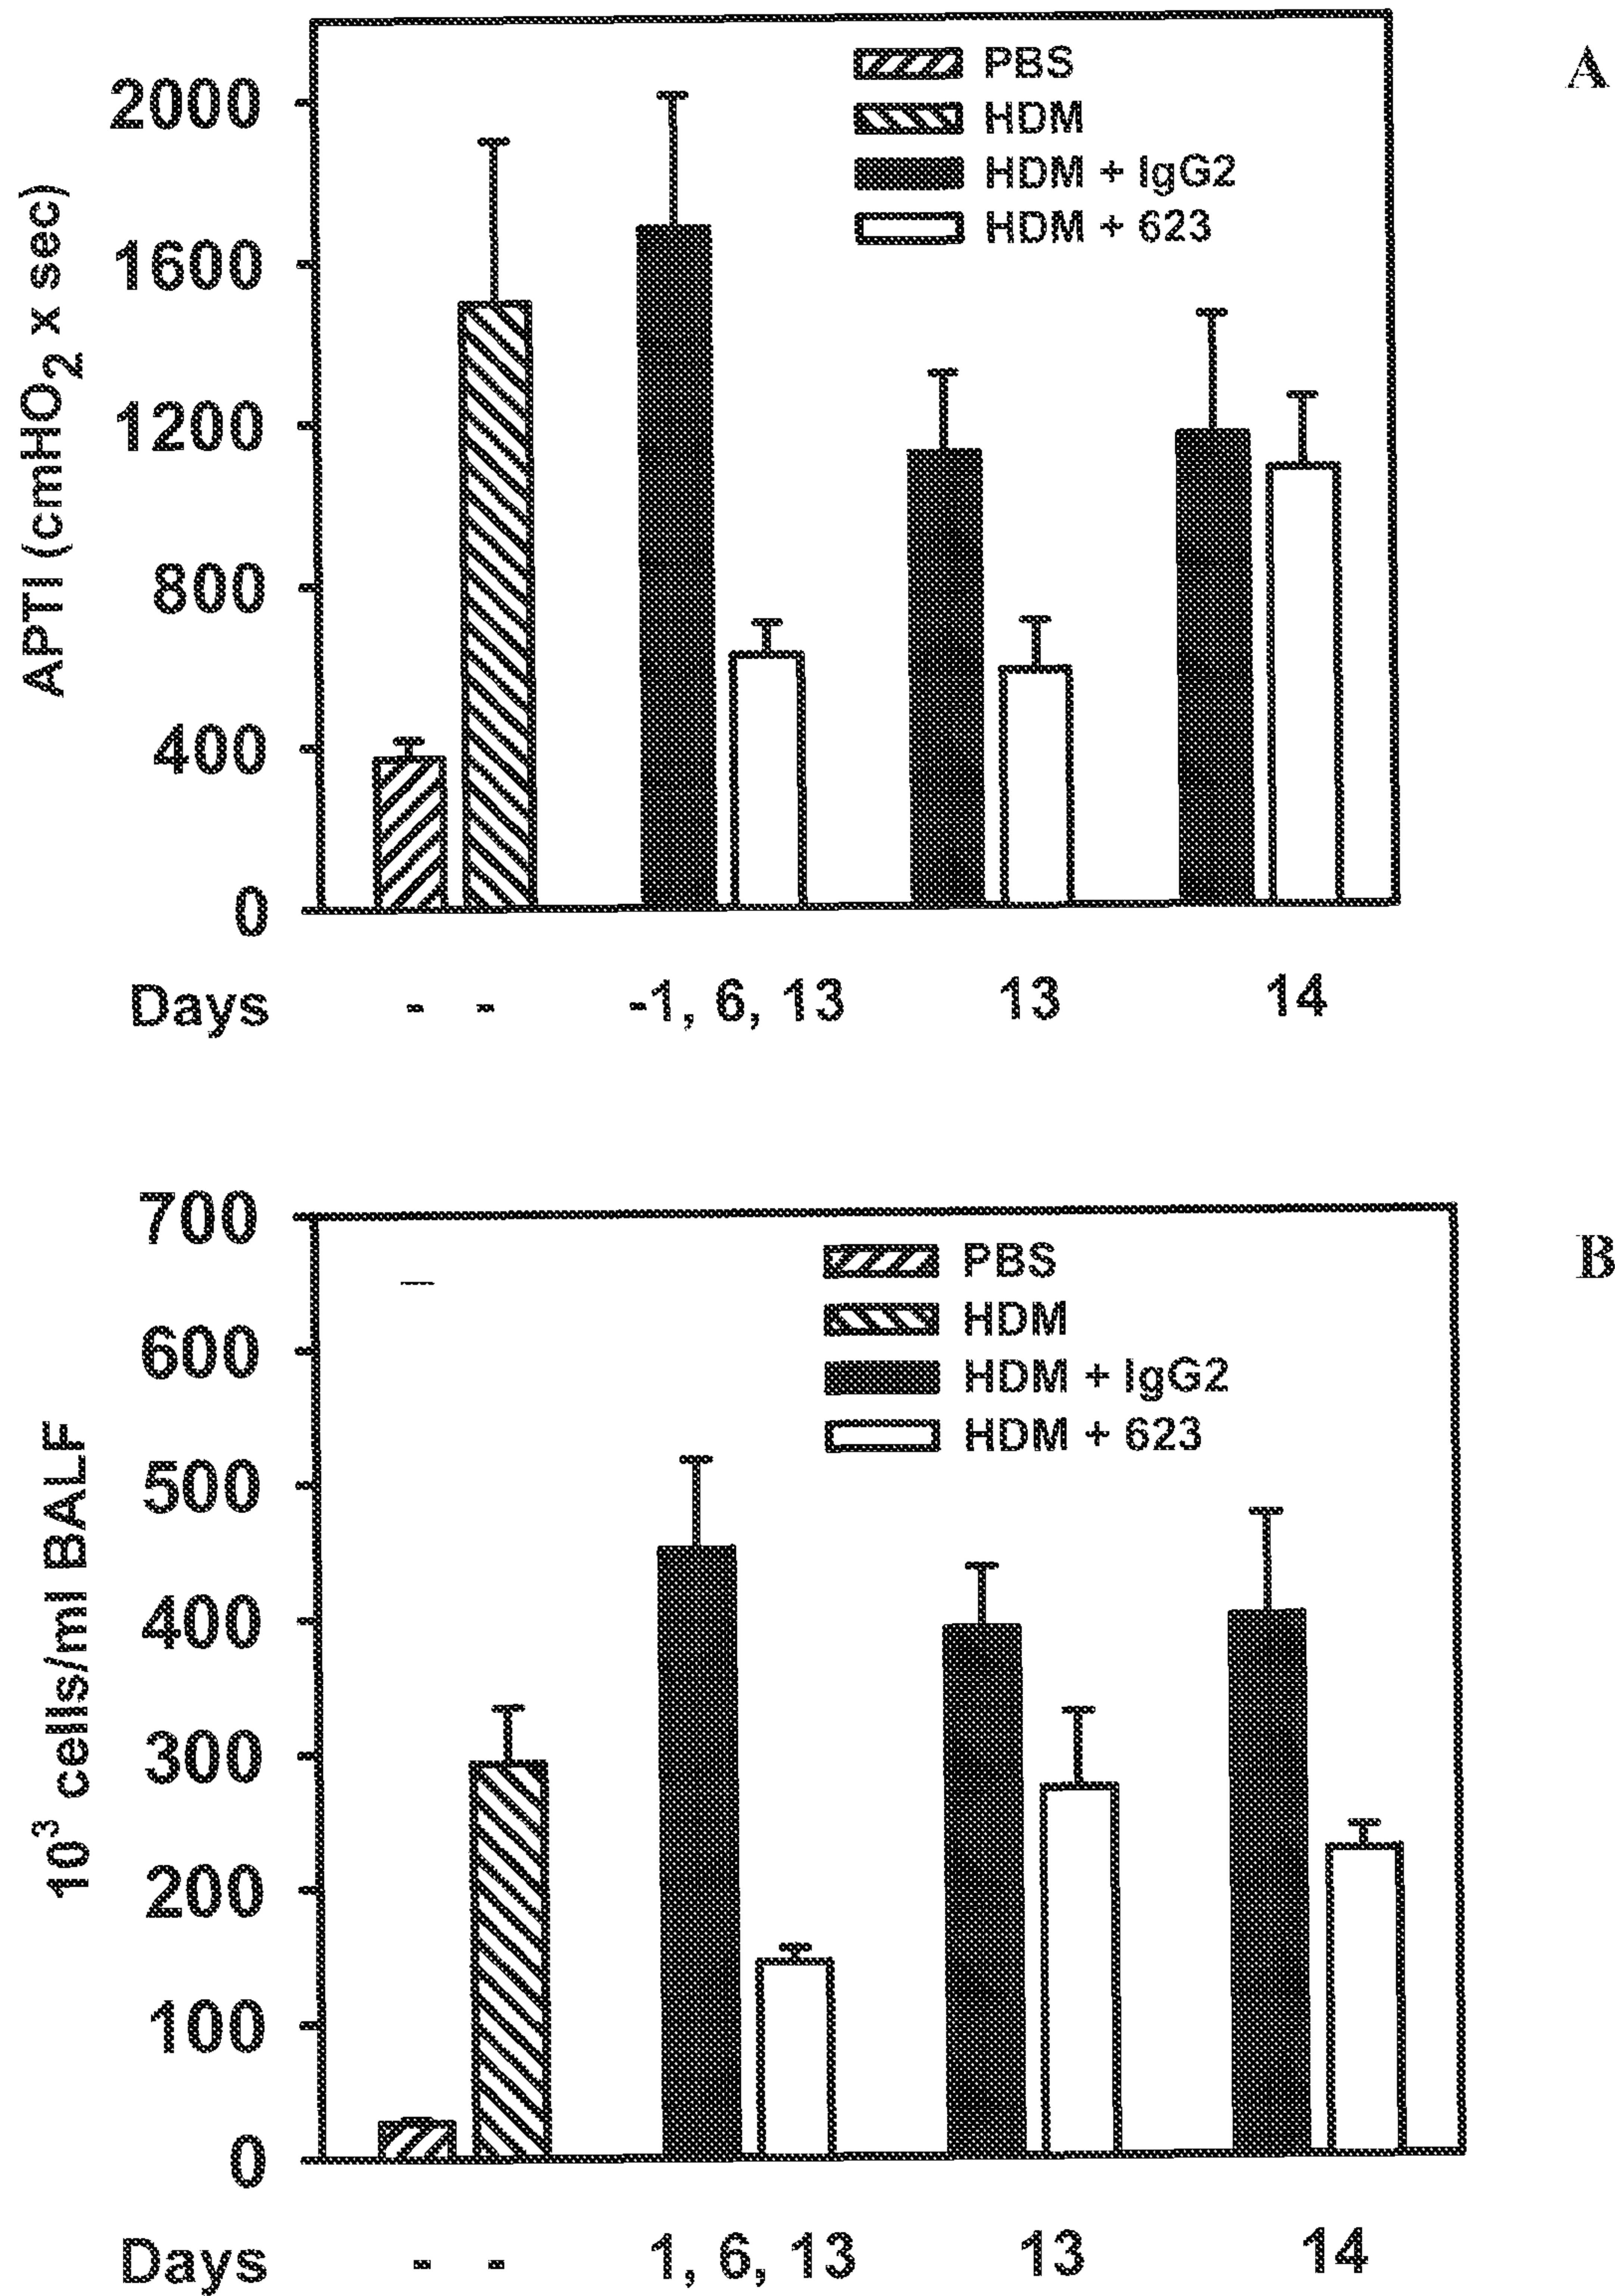 A
PBS
HDM
HDM + IgG2
HDM + 623
APTI (cmHO2 x sec)
2000
1600
1200
800
400
0
Days - - -1, 6, 13 13 14
B
PBS
HDM
HDM + IgG2
HDM + 623
10³ cells/ml BALF
700
600
500
400
300
200
100
0
Days - - 1, 6, 13 13 14